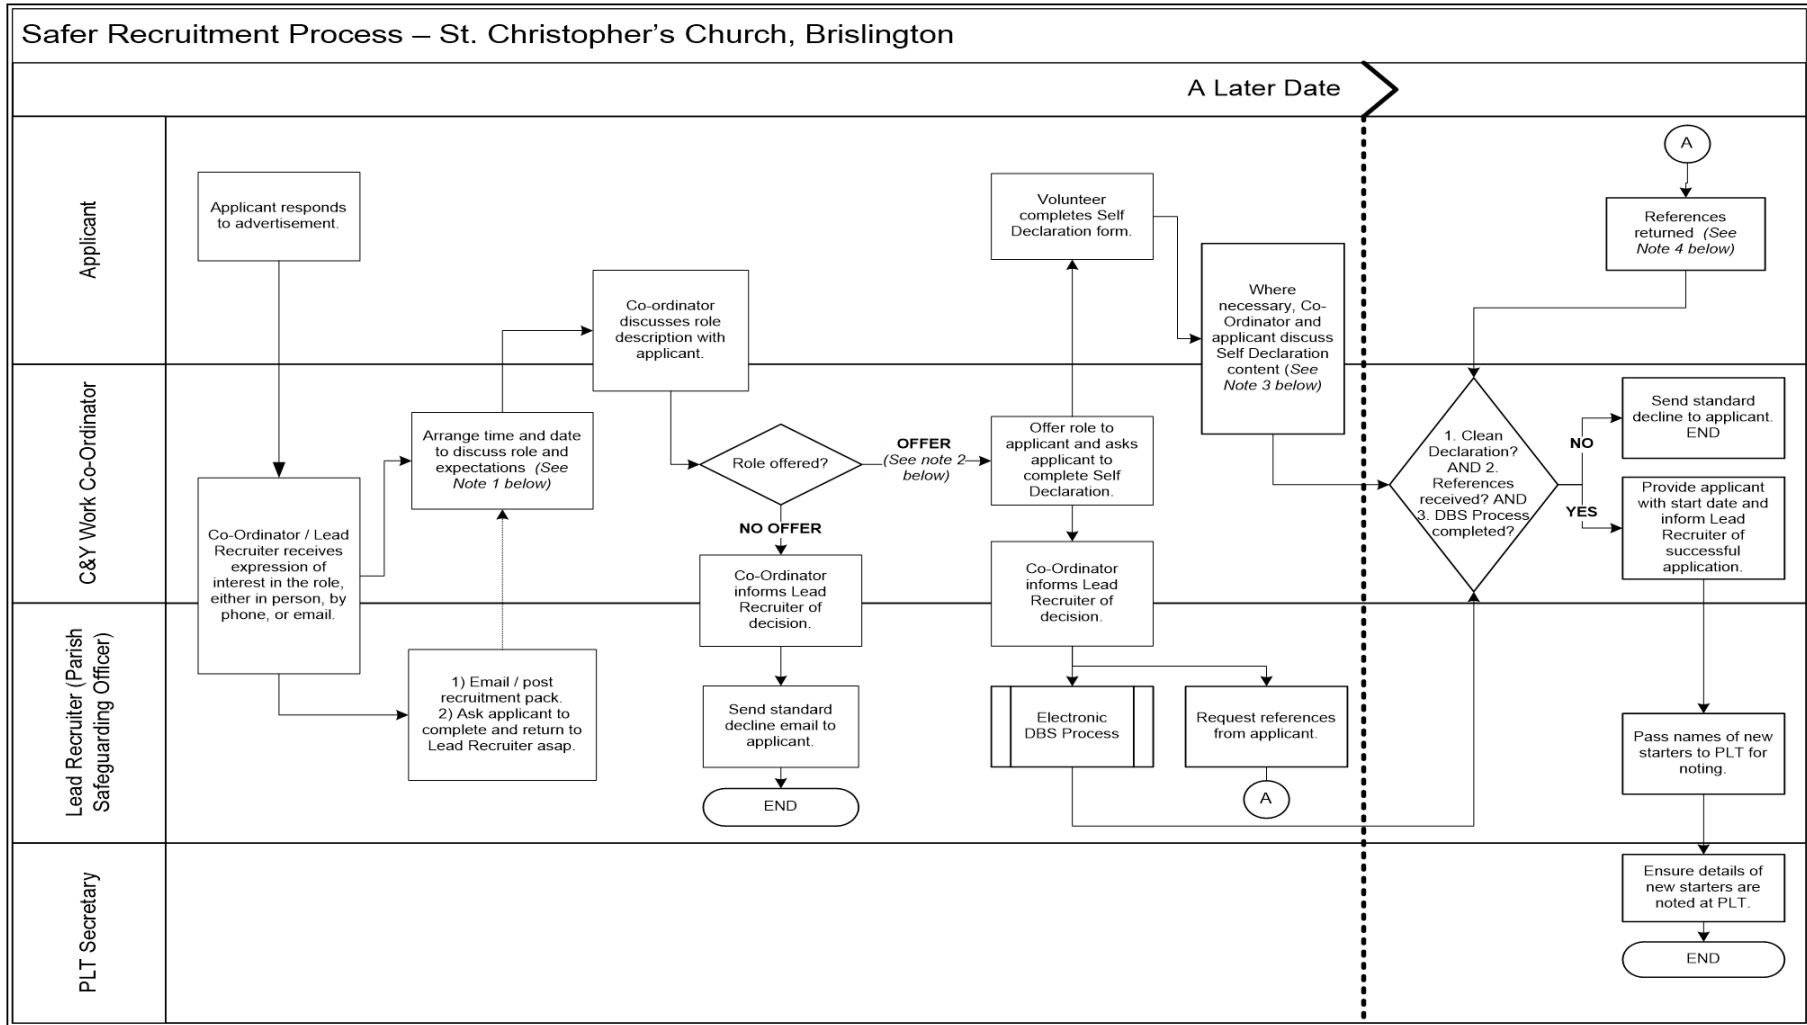 Safer Recruitment Process – St. Christopher's Church, Brislington
A Later Date
Applicant
Applicant responds
to advertisement.
Co-ordinator
discusses role
description with
applicant.
Volunteer
completes Self
Declaration form.
Where
necessary, Co-
Ordinator and
applicant discuss
Self Declaration
content (See
Note 3 below)
A
References
returned (See
Note 4 below)
C&Y Work Co-Ordinator
Co-Ordinator / Lead
Recruiter receives
expression of
interest in the role,
either in person, by
phone, or email.
Arrange time and date
to discuss role and
expectations (See
Note 1 below)
Role offered?
OFFER
(See note 2
below)
NO OFFER
Co-Ordinator
informs Lead
Recruiter of
decision.
Offer role to
applicant and asks
applicant to
complete Self
Declaration.
Co-Ordinator
informs Lead
Recruiter of
decision.
1. Clean
Declaration?
AND 2.
References
received? AND
3. DBS Process
completed?
NO
YES
Send standard
decline to applicant.
END
Provide applicant
with start date and
inform Lead
Recruiter of
successful
application.
Lead Recruiter (Parish
Safeguarding Officer)
1) Email / post
recruitment pack.
2) Ask applicant to
complete and return to
Lead Recruiter asap.
Send standard
decline email to
applicant.
END
Electronic
DBS Process
Request references
from applicant.
A
Pass names of new
starters to PLT for
noting.
PLT Secretary
Ensure details of
new starters are
noted at PLT.
END